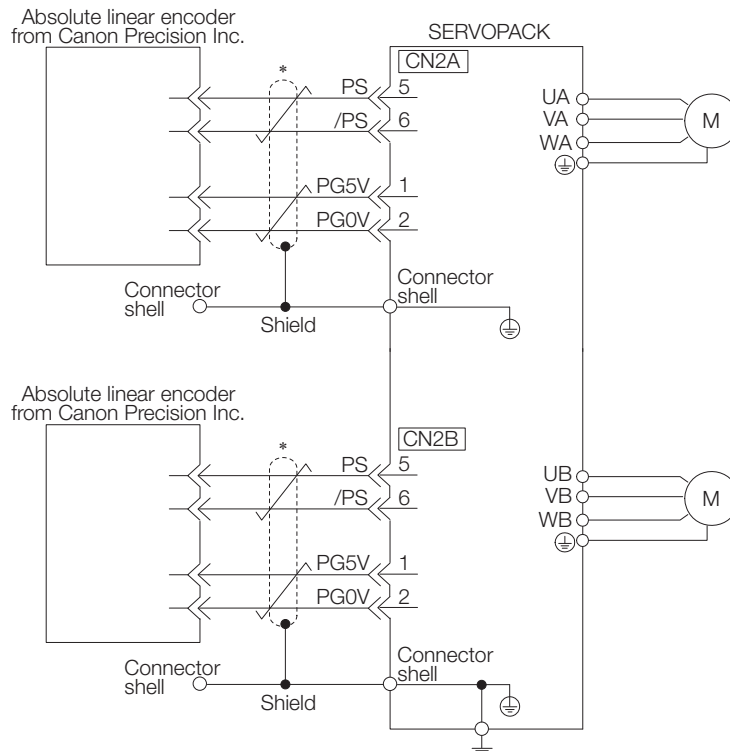 Absolute linear encoder
from Canon Precision Inc.
SERVOPACK
CN2A
*
PS 5
/PS 6
PG5V 1
PG0V 2
UA
VA
WA
M
Connector
shell
Connector
shell
Shield
Absolute linear encoder
from Canon Precision Inc.
CN2B
*
PS 5
/PS 6
PG5V 1
PG0V 2
UB
VB
WB
M
Connector
shell
Connector
shell
Shield